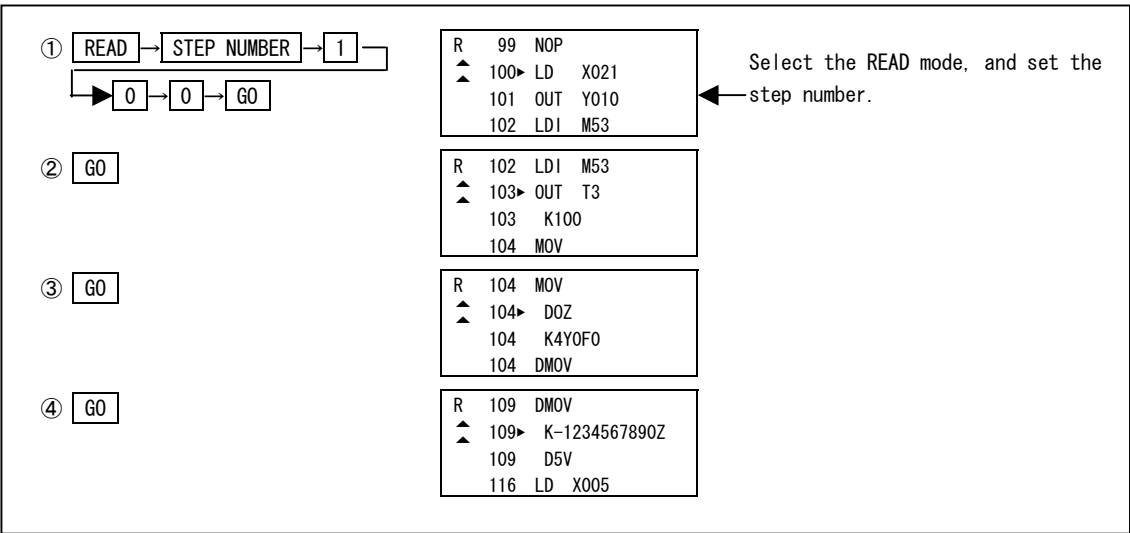 ① READ → STEP NUMBER → 1
0 → 0 → GO
R 99 NOP
100► LD X021
101 OUT Y010
102 LDI M53
Select the READ mode, and set the
step number.
② GO
R 102 LDI M53
103► OUT T3
103 K100
104 MOV
③ GO
R 104 MOV
104► D0Z
104 K4Y0F0
104 DMOV
④ GO
R 109 DMOV
109► K-1234567890Z
109 D5V
116 LD X005